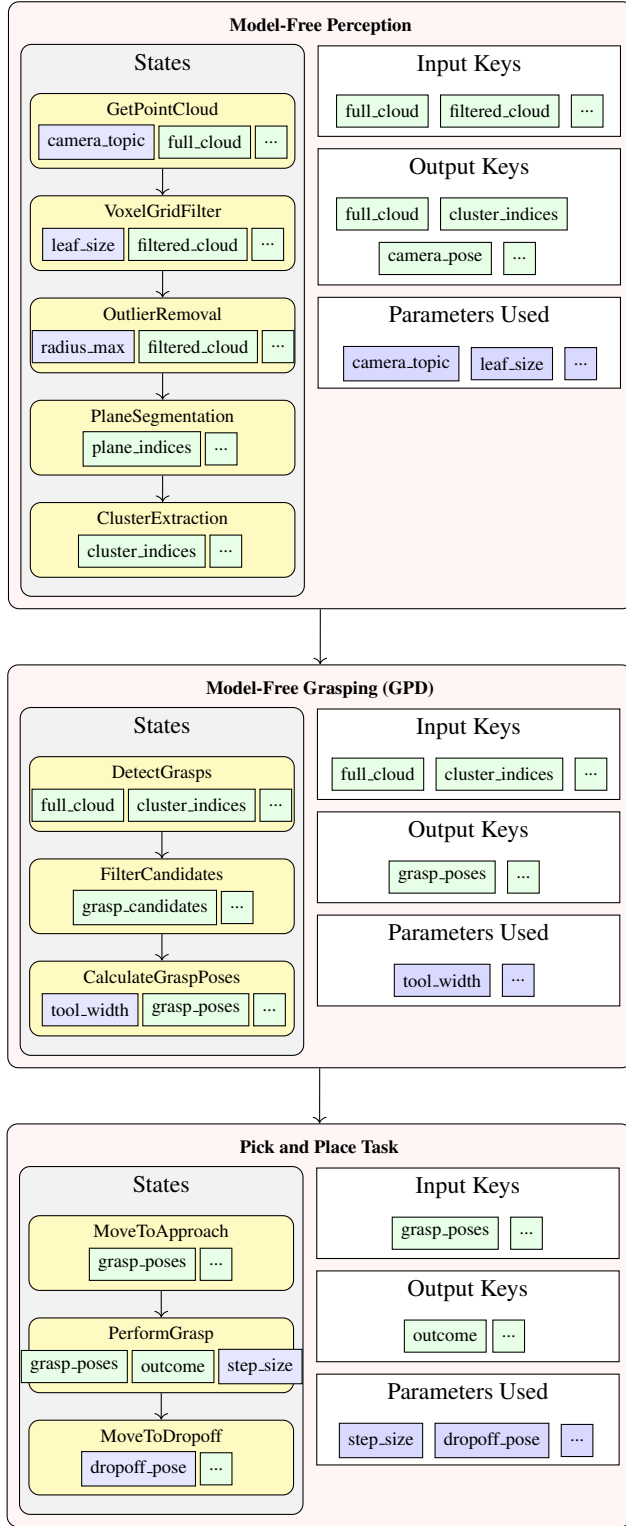 Model-Free Perception
States
GetPointCloud
camera_topic full_cloud ...
VoxelGridFilter
leaf_size filtered_cloud ...
OutlierRemoval
radius_max filtered_cloud ...
PlaneSegmentation
plane_indices ...
ClusterExtraction
cluster_indices ...
Input Keys
full_cloud filtered_cloud ...
Output Keys
full_cloud cluster_indices
camera_pose ...
Parameters Used
camera_topic leaf_size ...
Model-Free Grasping (GPD)
States
DetectGrasps
full_cloud cluster_indices ...
FilterCandidates
grasp_candidates ...
CalculateGraspPoses
tool_width grasp_poses ...
Input Keys
full_cloud cluster_indices ...
Output Keys
grasp_poses ...
Parameters Used
tool_width ...
Pick and Place Task
States
MoveToApproach
grasp_poses ...
PerformGrasp
grasp_poses outcome step_size
MoveToDropoff
dropoff_pose ...
Input Keys
grasp_poses ...
Output Keys
outcome ...
Parameters Used
step_size dropoff_pose ...